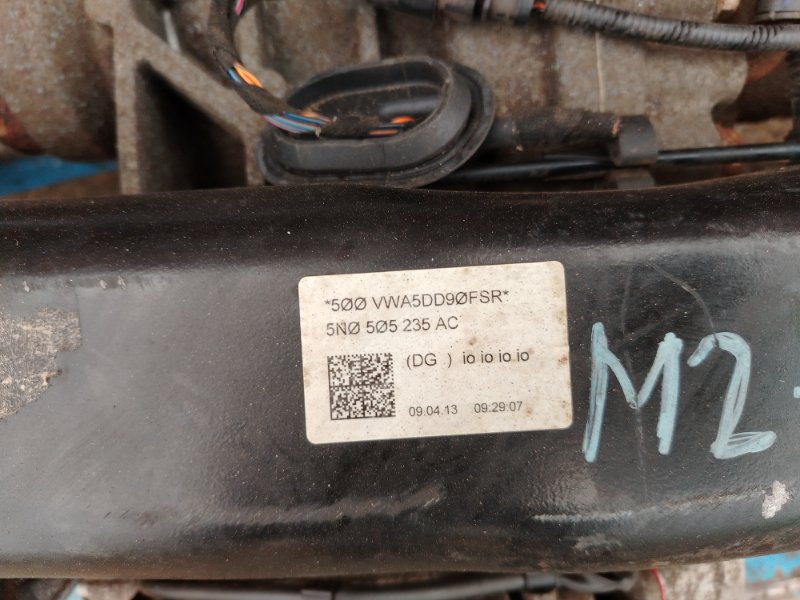 *5ØØ VWA5DD9ØFSR*
5NØ 5Ø5 235 AC
(DG ) io io io io
09.04.13 09:29:07
M2